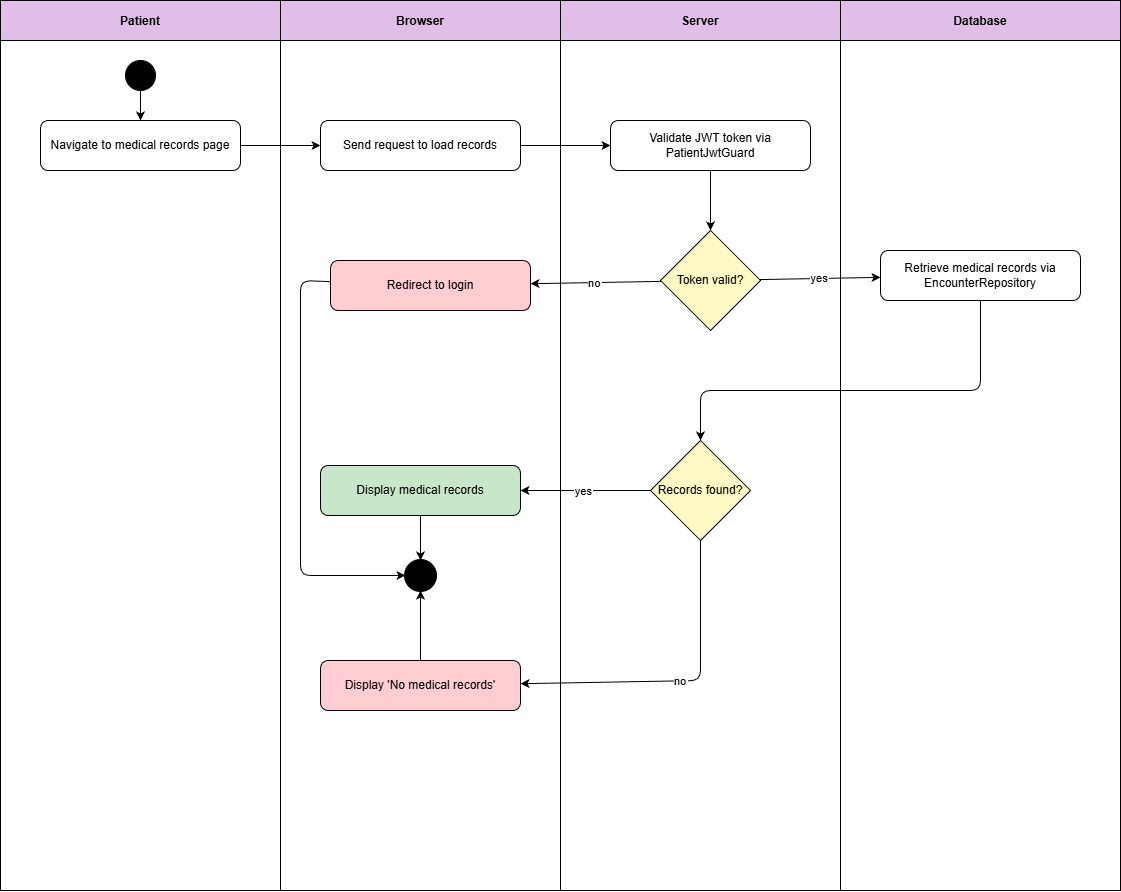 Patient
Browser
Server
Database
Navigate to medical records page
Send request to load records
Validate JWT token via
PatientJwtGuard
Redirect to login
no
Token valid?
yes
Retrieve medical records via
EncounterRepository
Display medical records
yes
Records found?
Display 'No medical records'
no